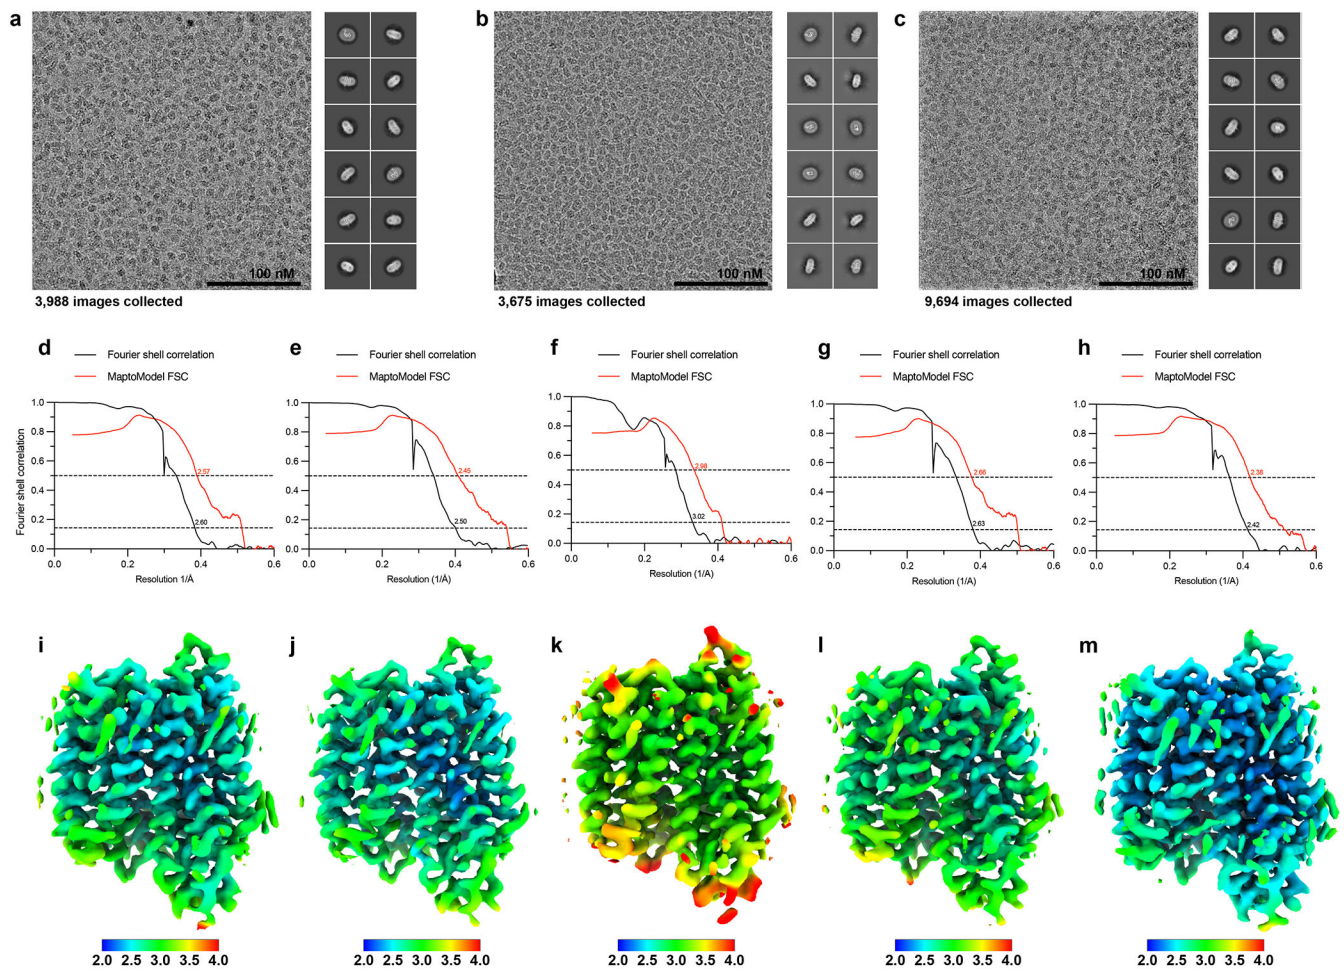 a
b
c
100 nM
100 nM
100 nM
3,988 images collected
3,675 images collected
9,694 images collected
d
Fourier shell correlation
MaptoModel FSC
Fourier shell correlation
1.0
0.8
0.6
0.4
0.2
0.0
2.57
2.60
0.0
0.2
0.4
0.6
Resolution 1/Å
e
Fourier shell correlation
MaptoModel FSC
1.0
0.8
0.6
0.4
0.2
0.0
2.45
2.50
0.0
0.2
0.4
0.6
Resolution 1/Å
f
Fourier shell correlation
MaptoModel FSC
1.0
0.8
0.6
0.4
0.2
0.0
2.98
3.02
0.0
0.2
0.4
0.6
Resolution (1/A)
g
Fourier shell correlation
MaptoModel FSC
1.0
0.8
0.6
0.4
0.2
0.0
2.66
2.63
0.0
0.2
0.4
0.6
Resolution (1/A)
h
Fourier shell correlation
MaptoModel FSC
1.0
0.8
0.6
0.4
0.2
0.0
2.38
2.42
0.0
0.2
0.4
0.6
Resolution (1/A)
i
j
k
l
m
2.0 2.5 3.0 3.5 4.0
2.0 2.5 3.0 3.5 4.0
2.0 2.5 3.0 3.5 4.0
2.0 2.5 3.0 3.5 4.0
2.0 2.5 3.0 3.5 4.0